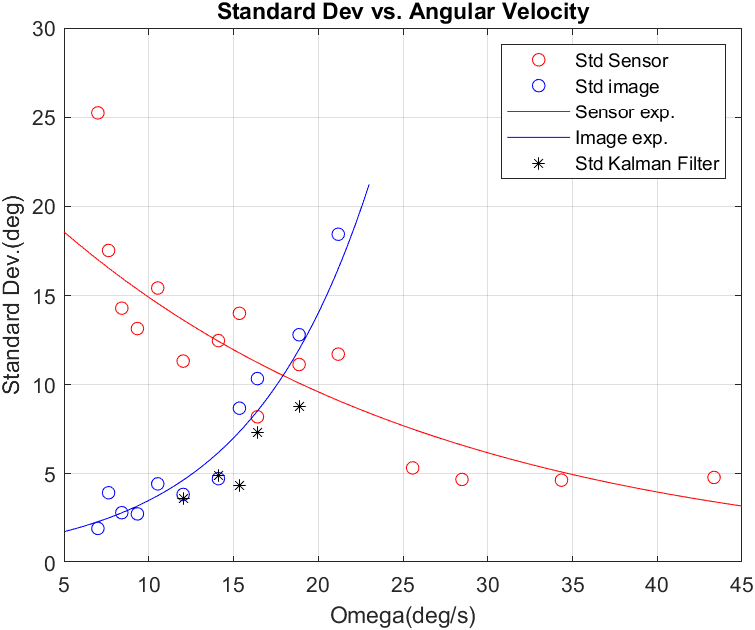 Standard Dev vs. Angular Velocity
30
25
20
15
10
5
0
Standard Dev.(deg)
Std Sensor
Std image
Sensor exp.
Image exp.
Std Kalman Filter
5 10 15 20 25 30 35 40 45
Omega(deg/s)